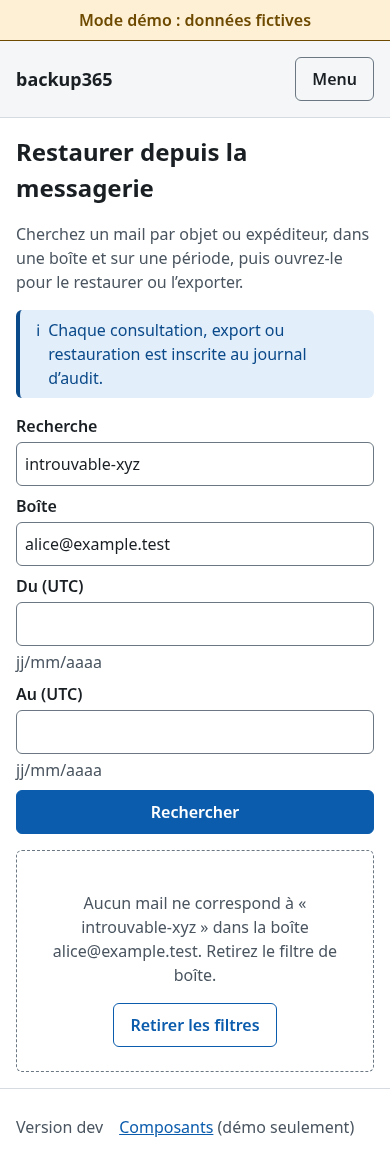 Mode démo : données fictives
backup365
Menu
Restaurer depuis la
messagerie
Cherchez un mail par objet ou expéditeur, dans
une boîte et sur une période, puis ouvrez-le
pour le restaurer ou l’exporter.
i Chaque consultation, export ou
restauration est inscrite au journal
d’audit.
Recherche
introuvable-xyz
Boîte
alice@example.test
Du (UTC)
jj/mm/aaaa
Au (UTC)
jj/mm/aaaa
Rechercher
Aucun mail ne correspond à «
introuvable-xyz » dans la boîte
alice@example.test. Retirez le filtre de
boîte.
Retirer les filtres
Version dev Composants (démo seulement)